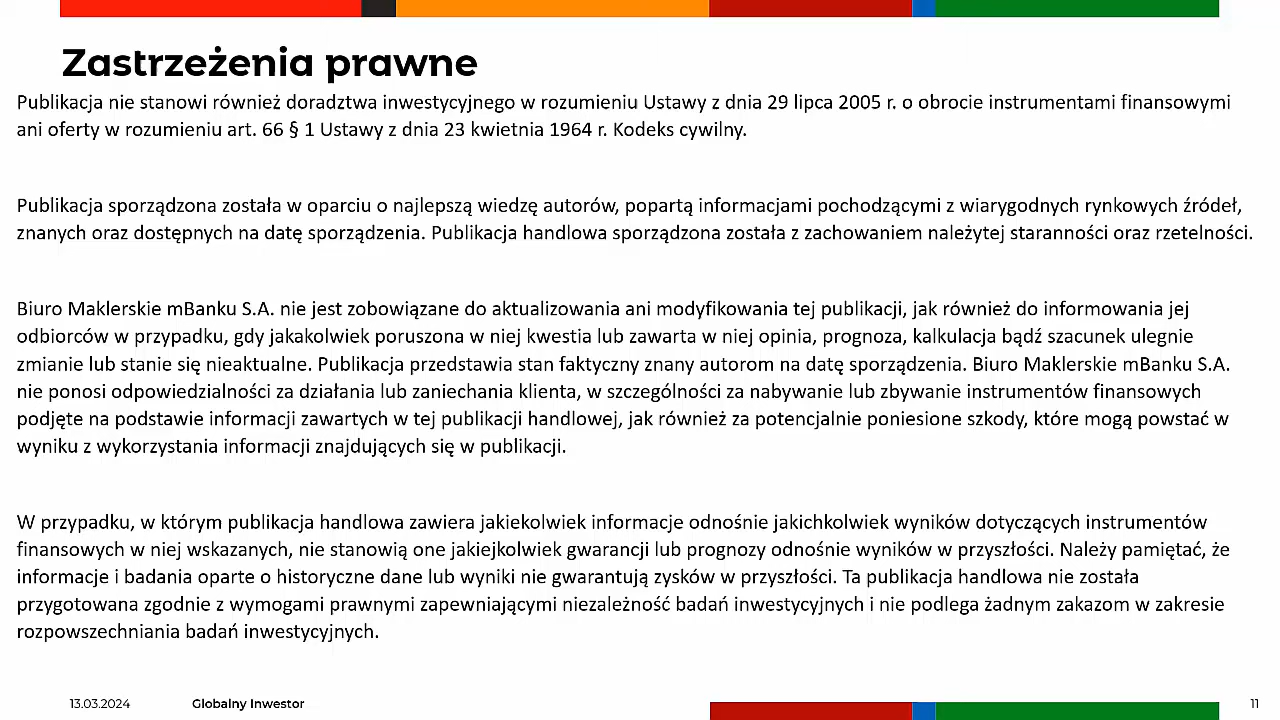 Zastrzeżenia prawne
Publikacja nie stanowi również doradztwa inwestycyjnego w rozumieniu Ustawy z dnia 29 lipca 2005 r. o obrocie instrumentami finansowymi
ani oferty w rozumieniu art. 66 § 1 Ustawy z dnia 23 kwietnia 1964 r. Kodeks cywilny.
Publikacja sporządzona została w oparciu o najlepszą wiedzę autorów, popartą informacjami pochodzącymi z wiarygodnych rynkowych źródeł,
znanych oraz dostępnych na datę sporządzenia. Publikacja handlowa sporządzona została z zachowaniem należytej staranności oraz rzetelności.
Biuro Maklerskie mBanku S.A. nie jest zobowiązane do aktualizowania ani modyfikowania tej publikacji, jak również do informowania jej
odbiorców w przypadku, gdy jakakolwiek poruszona w niej kwestia lub zawarta w niej opinia, prognoza, kalkulacja bądź szacunek ulegnie
zmianie lub stanie się nieaktualne. Publikacja przedstawia stan faktyczny znany autorom na datę sporządzenia. Biuro Maklerskie mBanku S.A.
nie ponosi odpowiedzialności za działania lub zaniechania klienta, w szczególności za nabywanie lub zbywanie instrumentów finansowych
podjęte na podstawie informacji zawartych w tej publikacji handlowej, jak również za potencjalnie poniesione szkody, które mogą powstać w
wyniku z wykorzystania informacji znajdujących się w publikacji.
W przypadku, w którym publikacja handlowa zawiera jakiekolwiek informacje odnośnie jakichkolwiek wyników dotyczących instrumentów
finansowych w niej wskazanych, nie stanowią one jakiejkolwiek gwarancji lub prognozy odnośnie wyników w przyszłości. Należy pamiętać, że
informacje i badania oparte o historyczne dane lub wyniki nie gwarantują zysków w przyszłości. Ta publikacja handlowa nie została
przygotowana zgodnie z wymogami prawnymi zapewniającymi niezależność badań inwestycyjnych i nie podlega żadnym zakazom w zakresie
rozpowszechniania badań inwestycyjnych.
13.03.2024 Globalny Inwestor 11